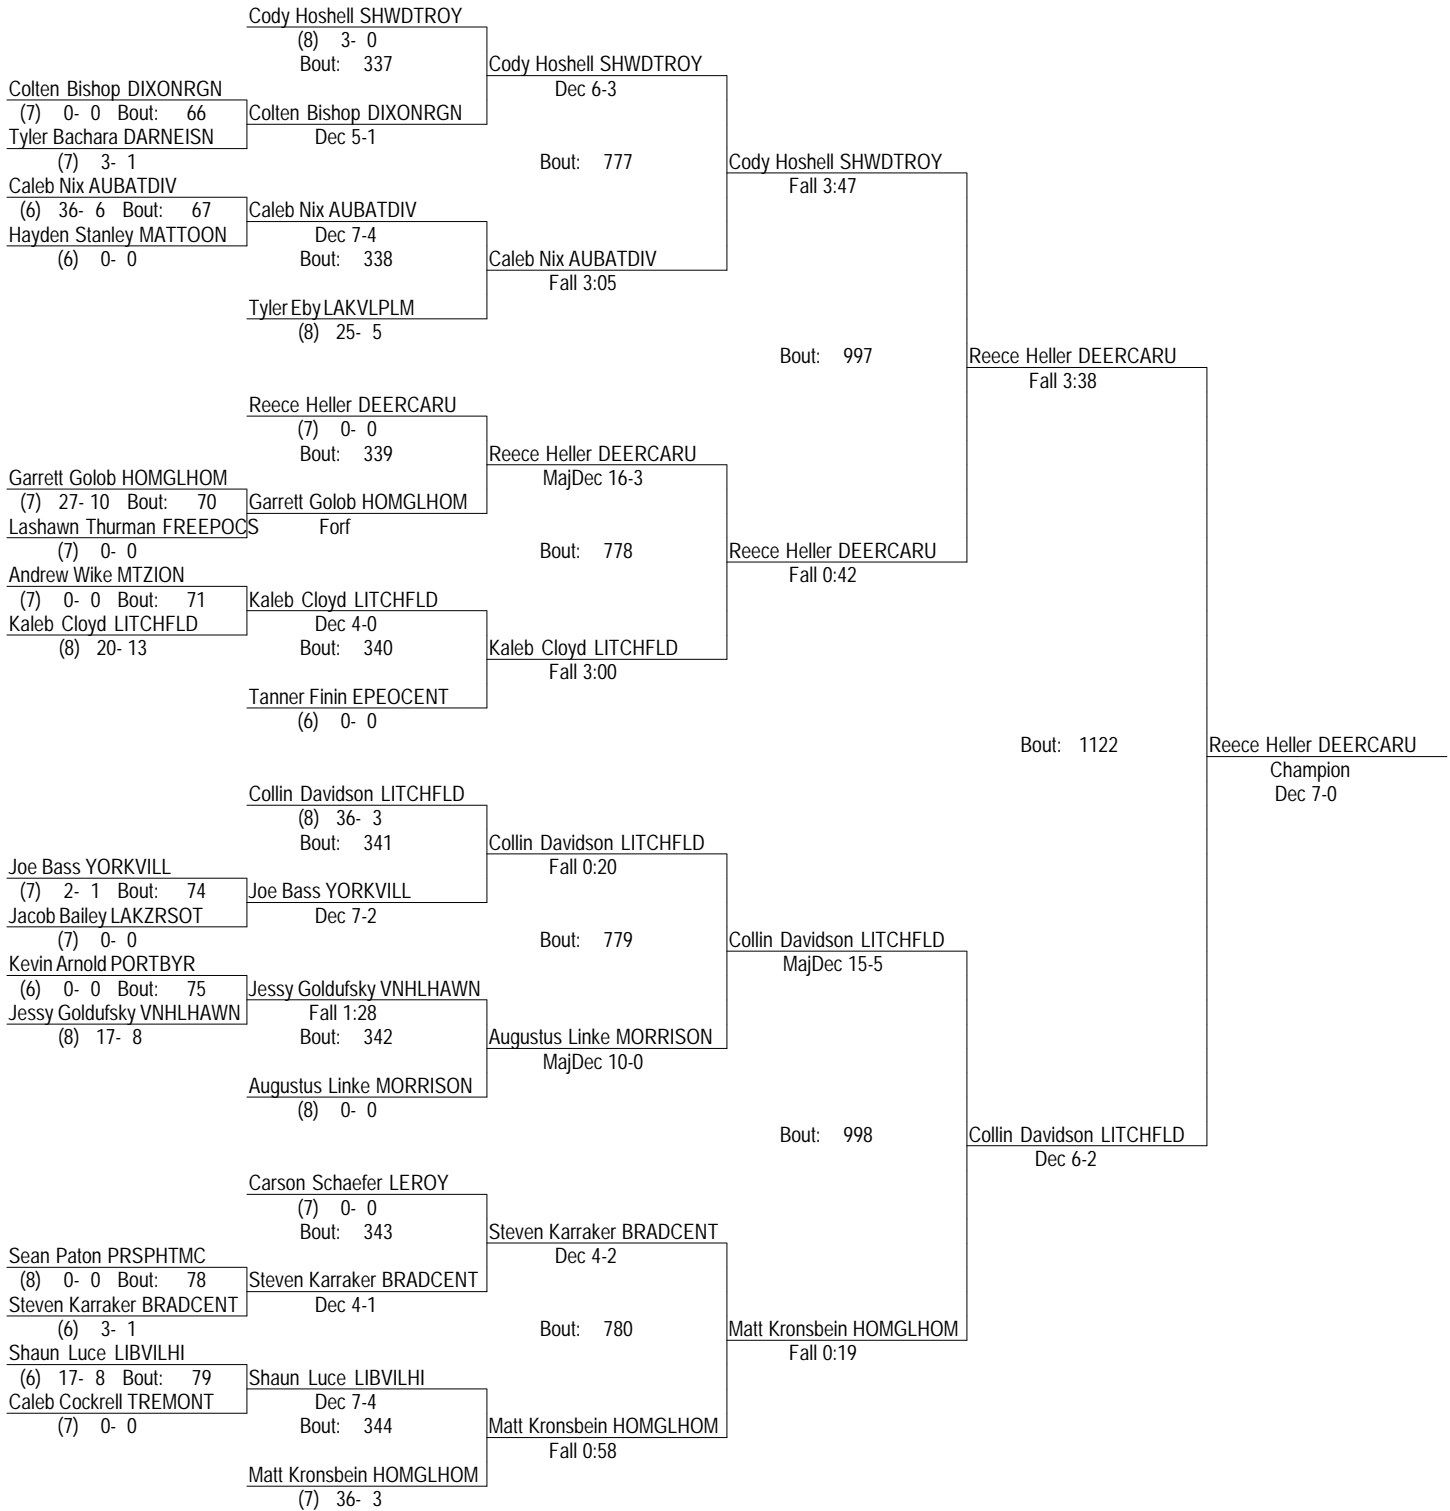 Cody Hoshell SHWDTROY
(8) 3- 0
Bout: 337
Cody Hoshell SHWDTROY
Dec 6-3
Colten Bishop DIXONRGN
(7) 0- 0 Bout: 66
Colten Bishop DIXONRGN
Dec 5-1
Tyler Bachara DARNEISN
(7) 3- 1
Bout: 777
Cody Hoshell SHWDTROY
Fall 3:47
Caleb Nix AUBATDIV
(6) 36- 6 Bout: 67
Caleb Nix AUBATDIV
Dec 7-4
Hayden Stanley MATTOON
(6) 0- 0
Bout: 338
Caleb Nix AUBATDIV
Fall 3:05
Tyler Eby LAKVLPLM
(8) 25- 5
Bout: 997
Reece Heller DEERCARU
Fall 3:38
Reece Heller DEERCARU
(7) 0- 0
Bout: 339
Reece Heller DEERCARU
MajDec 16-3
Garrett Golob HOMGLHOM
(7) 27- 10 Bout: 70
Garrett Golob HOMGLHOM
Forf
Lashawn Thurman FREEPOCS
(7) 0- 0
Bout: 778
Reece Heller DEERCARU
Fall 0:42
Andrew Wike MTZION
(7) 0- 0 Bout: 71
Kaleb Cloyd LITCHFLD
Dec 4-0
Kaleb Cloyd LITCHFLD
(8) 20- 13
Bout: 340
Kaleb Cloyd LITCHFLD
Fall 3:00
Tanner Finin EPEOCENT
(6) 0- 0
Bout: 1122
Reece Heller DEERCARU
Champion
Dec 7-0
Collin Davidson LITCHFLD
(8) 36- 3
Bout: 341
Collin Davidson LITCHFLD
Fall 0:20
Joe Bass YORKVILL
(7) 2- 1 Bout: 74
Joe Bass YORKVILL
Dec 7-2
Jacob Bailey LAKZRSOT
(7) 0- 0
Bout: 779
Collin Davidson LITCHFLD
MajDec 15-5
Kevin Arnold PORTBYR
(6) 0- 0 Bout: 75
Jessy Goldufsky VNHLHAWN
Fall 1:28
Jessy Goldufsky VNHLHAWN
(8) 17- 8
Bout: 342
Augustus Linke MORRISON
MajDec 10-0
Augustus Linke MORRISON
(8) 0- 0
Bout: 998
Collin Davidson LITCHFLD
Dec 6-2
Carson Schaefer LEROY
(7) 0- 0
Bout: 343
Steven Karraker BRADCENT
Dec 4-2
Sean Paton PRSPHTMC
(8) 0- 0 Bout: 78
Steven Karraker BRADCENT
Dec 4-1
Steven Karraker BRADCENT
(6) 3- 1
Bout: 780
Matt Kronsbein HOMGLHOM
Fall 0:19
Shaun Luce LIBVILHI
(6) 17- 8 Bout: 79
Shaun Luce LIBVILHI
Dec 7-4
Caleb Cockrell TREMONT
(7) 0- 0
Bout: 344
Matt Kronsbein HOMGLHOM
Fall 0:58
Matt Kronsbein HOMGLHOM
(7) 36- 3